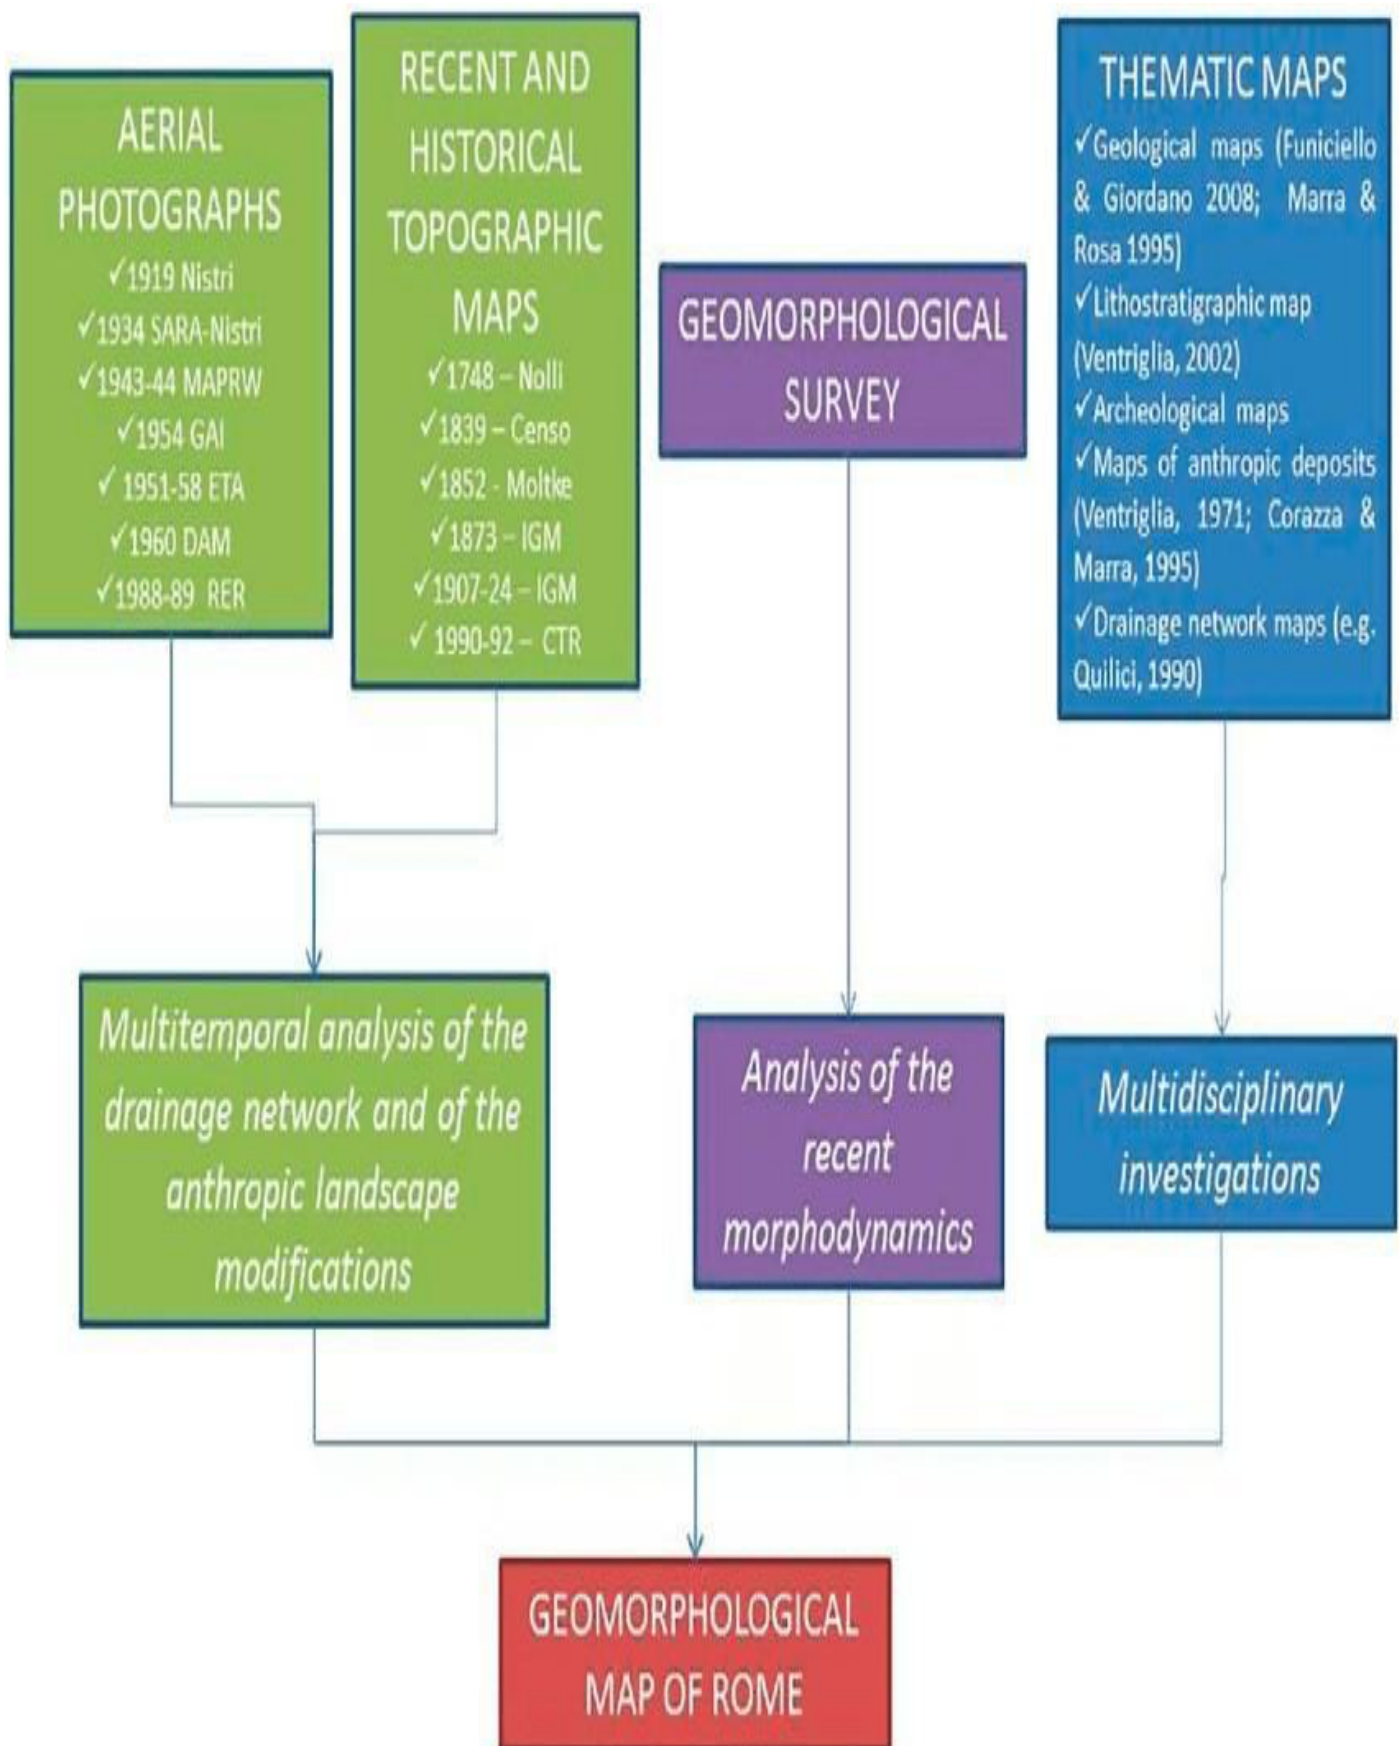 AERIAL
PHOTOGRAPHS
✓1919 Nistri
✓1934 SARA-Nistri
✓1943-44 MAPRW
✓1954 GAI
✓ 1951-58 ETA
✓1960 DAM
✓1988-89 RER
RECENT AND
HISTORICAL
TOPOGRAPHIC
MAPS
✓1748 – Nolli
✓1839 – Censo
✓1852 - Moltke
✓1873 – IGM
✓1907-24 – IGM
✓ 1990-92 – CTR
GEOMORPHOLOGICAL
SURVEY
THEMATIC MAPS
✓Geological maps (Funiciello
& Giordano 2008; Marra &
Rosa 1995)
✓Lithostratigraphic map
(Ventriglia, 2002)
✓Archeological maps
✓Maps of anthropic deposits
(Ventriglia, 1971; Corazza &
Marra, 1995)
✓Drainage network maps (e.g.
Quilici, 1990)
Multitemporal analysis of the
drainage network and of the
anthropic landscape
modifications
Analysis of the
recent
morphodynamics
Multidisciplinary
investigations
GEOMORPHOLOGICAL
MAP OF ROME